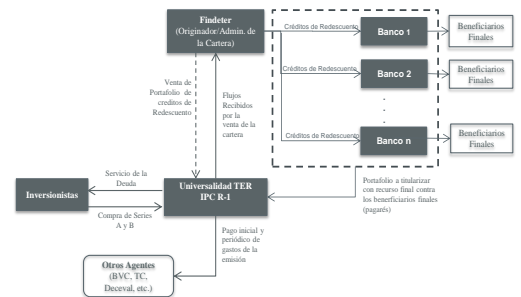 Findeter
(Originador/Admin. de
la Cartera)
Créditos de Redescuento
Banco 1
Beneficiarios
Finales
Créditos de Redescuento
Banco 2
Beneficiarios
Finales
.
.
.
Créditos de Redescuento
Banco n
Beneficiarios
Finales
Venta de
Portafolio de
creditos de
Redescuento
Flujos
Recibidos
por la
venta de la
cartera
Portafolio a titularizar
con recurso final contra
los beneficiarios finales
(pagarés)
Inversionistas
Servicio de la
Deuda
Compra de Series
A y B
Universalidad TER
IPC R-1
Pago inicial y
periódico de
gastos de la
emisión
Otros Agentes
(BVC, TC,
Deceval, etc.)